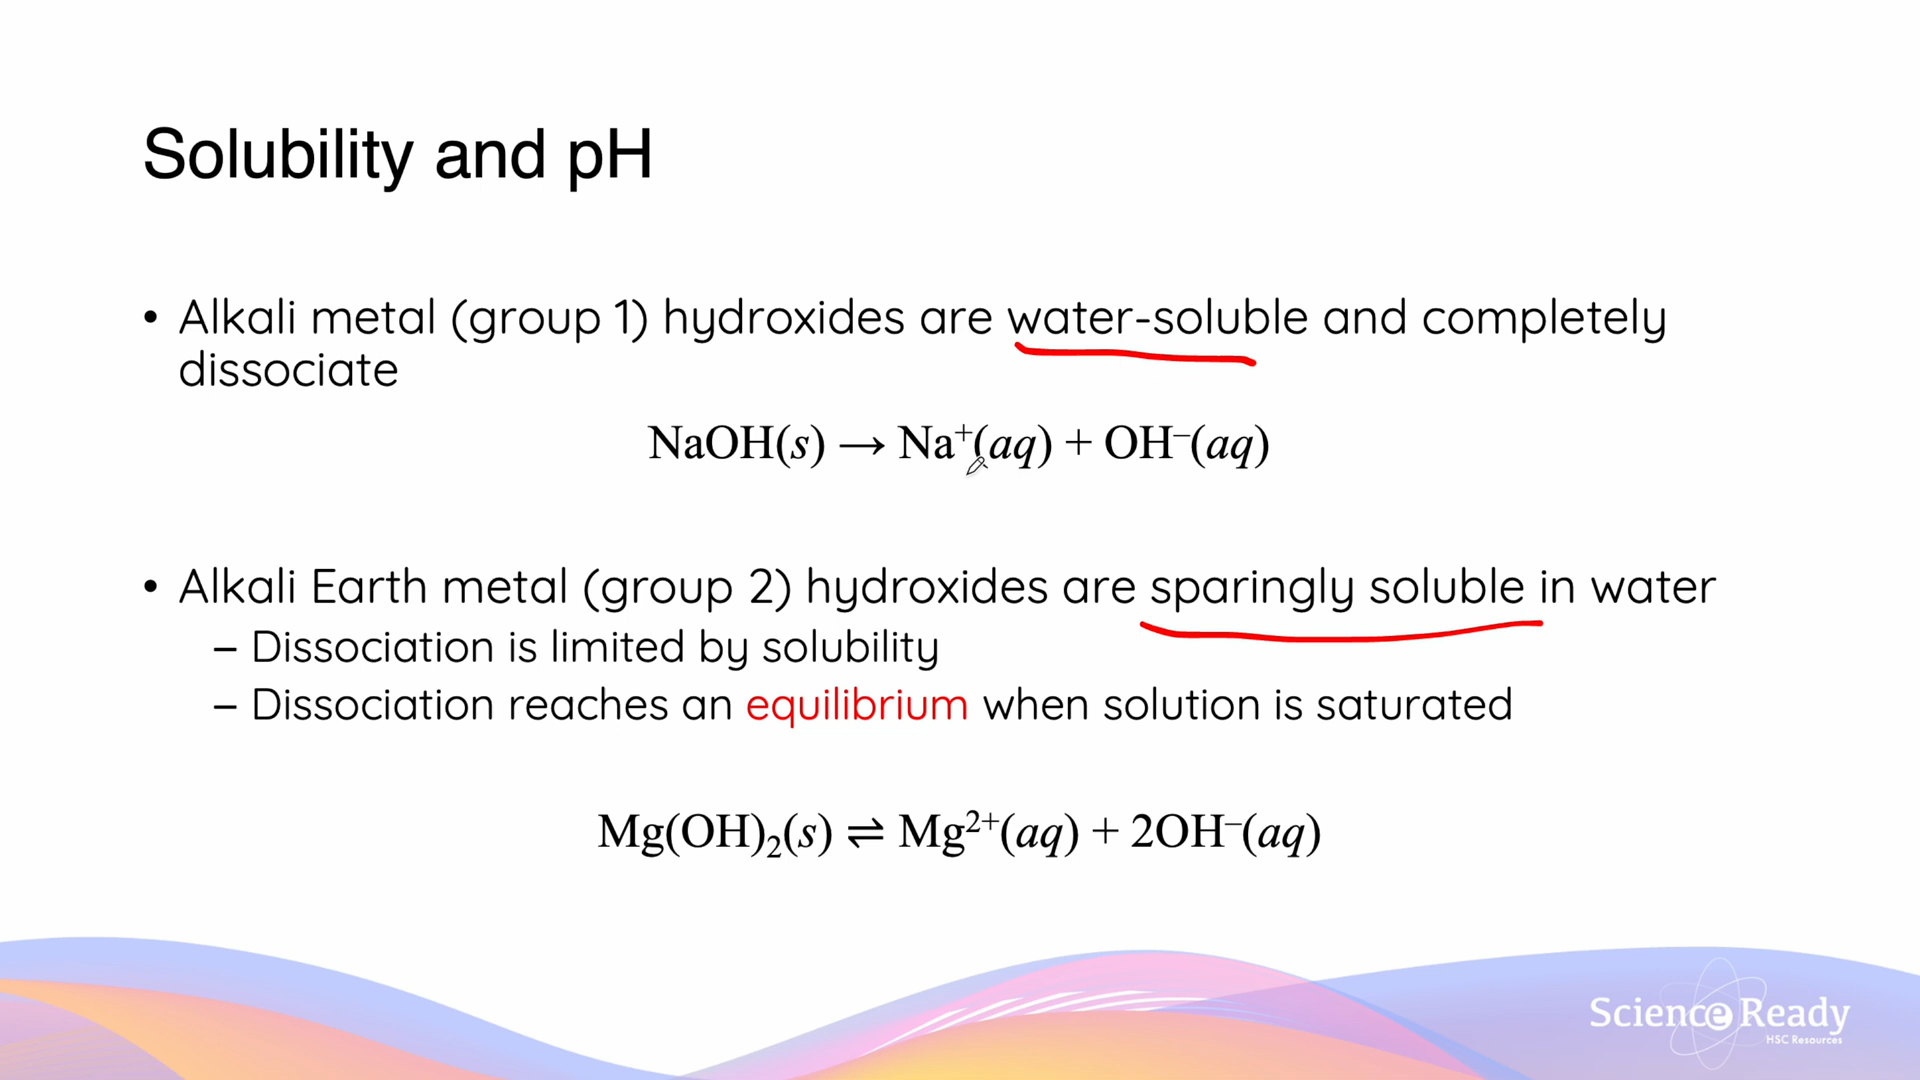 Solubility and pH
• Alkali metal (group 1) hydroxides are water-soluble and completely
dissociate
NaOH(s) → Na⁺(aq) + OH⁻(aq)
• Alkali Earth metal (group 2) hydroxides are sparingly soluble in water
– Dissociation is limited by solubility
– Dissociation reaches an equilibrium when solution is saturated
Mg(OH)₂(s) ⇌ Mg²⁺(aq) + 2OH⁻(aq)
Science Ready
HSC Resources